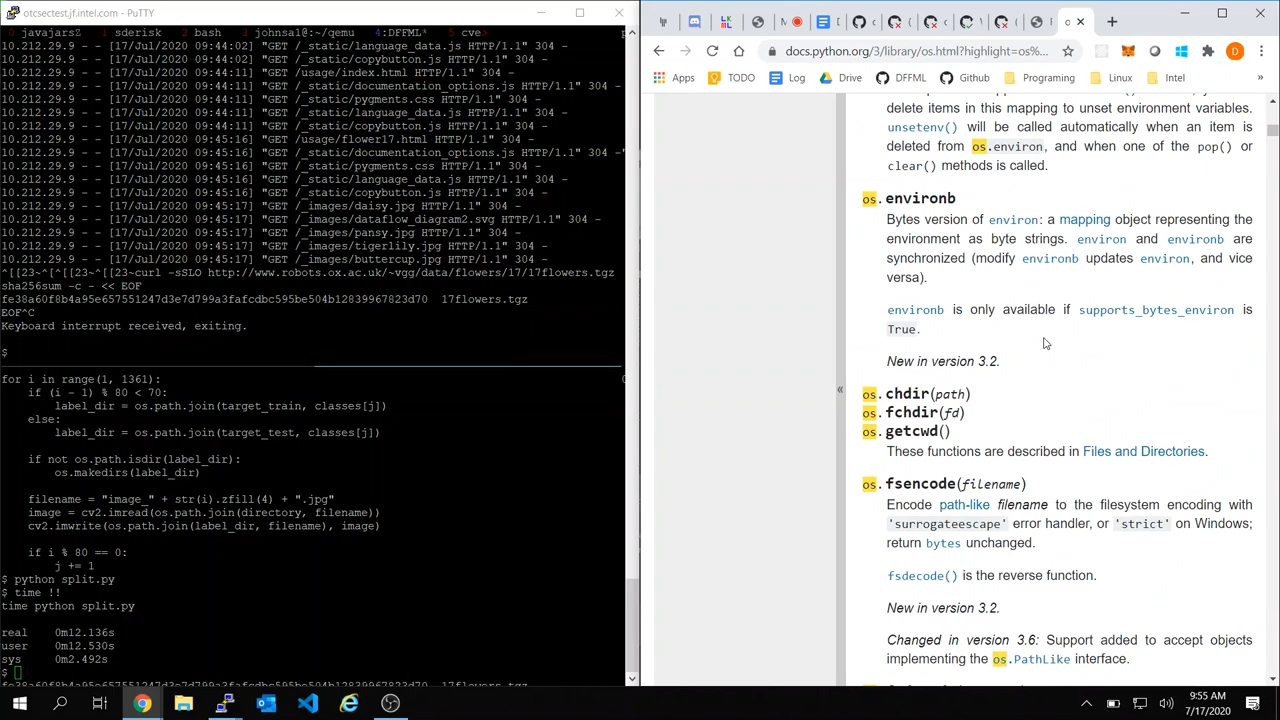 otcsectest.jf.intel.com - PuTTY
0 javajarsZ 1 sderisk 2 bash 3 johnsal@:~/qemu 4:DFFML* 5 cve>
10.212.29.9 - - [17/Jul/2020 09:44:02] "GET /_static/language_data.js HTTP/1.1" 304 -
10.212.29.9 - - [17/Jul/2020 09:44:02] "GET /_static/copybutton.js HTTP/1.1" 304 -
10.212.29.9 - - [17/Jul/2020 09:44:11] "GET /usage/index.html HTTP/1.1" 304 -
10.212.29.9 - - [17/Jul/2020 09:44:11] "GET /_static/documentation_options.js HTTP/1.1" 304 -
10.212.29.9 - - [17/Jul/2020 09:44:11] "GET /_static/pygments.css HTTP/1.1" 304 -
10.212.29.9 - - [17/Jul/2020 09:44:11] "GET /_static/language_data.js HTTP/1.1" 304 -
10.212.29.9 - - [17/Jul/2020 09:44:11] "GET /_static/copybutton.js HTTP/1.1" 304 -
10.212.29.9 - - [17/Jul/2020 09:45:16] "GET /usage/flower17.html HTTP/1.1" 304 -
10.212.29.9 - - [17/Jul/2020 09:45:16] "GET /_static/documentation_options.js HTTP/1.1" 304 -"
10.212.29.9 - - [17/Jul/2020 09:45:16] "GET /_static/pygments.css HTTP/1.1" 304 -
10.212.29.9 - - [17/Jul/2020 09:45:16] "GET /_static/language_data.js HTTP/1.1" 304 -
10.212.29.9 - - [17/Jul/2020 09:45:16] "GET /_static/copybutton.js HTTP/1.1" 304 -
10.212.29.9 - - [17/Jul/2020 09:45:17] "GET /_images/daisy.jpg HTTP/1.1" 304 -
10.212.29.9 - - [17/Jul/2020 09:45:17] "GET /_images/dataflow_diagram2.svg HTTP/1.1" 304 -
10.212.29.9 - - [17/Jul/2020 09:45:17] "GET /_images/pansy.jpg HTTP/1.1" 304 -
10.212.29.9 - - [17/Jul/2020 09:45:17] "GET /_images/tigerlily.jpg HTTP/1.1" 304 -
10.212.29.9 - - [17/Jul/2020 09:45:17] "GET /_images/buttercup.jpg HTTP/1.1" 304 -
^[[23~^[^[[23~^[[23~curl -sSLO http://www.robots.ox.ac.uk/~vgg/data/flowers/17/17flowers.tgz
sha256sum -c - << EOF
fe38a60f8b4a95e657551247d3e7d799a3fafcdbc595be504b12839967823d70 17flowers.tgz
EOF^C
Keyboard interrupt received, exiting.
$
for i in range(1, 1361):
if (i - 1) % 80 < 70:
label_dir = os.path.join(target_train, classes[j])
else:
label_dir = os.path.join(target_test, classes[j])
if not os.path.isdir(label_dir):
os.makedirs(label_dir)
filename = "image_" + str(i).zfill(4) + ".jpg"
image = cv2.imread(os.path.join(directory, filename))
cv2.imwrite(os.path.join(label_dir, filename), image)
if i % 80 == 0:
j += 1
$ python split.py
$ time !!
time python split.py
real 0m12.136s
user 0m12.530s
sys 0m2.492s
$
fe38a60f8b4a95e657551247d3e7d799a3fafcdbc595be504b12839967823d70 17flowers.tgz
docs.python.org/3/library/os.html?highlight=os%...
Apps TODO Log Drive DFFML Github Programing Linux Intel »
delete items in this mapping to unset environment variables.
unsetenv() will be called automatically when an item is
deleted from os.environ, and when one of the pop() or
clear() methods is called.
os.environb
Bytes version of environ: a mapping object representing the
environment as byte strings. environ and environb are
synchronized (modify environb updates environ, and vice
versa).
environb is only available if supports_bytes_environ is
True.
New in version 3.2.
os.chdir(path)
os.fchdir(fd)
os.getcwd()
These functions are described in Files and Directories.
os.fsencode(filename)
Encode path-like filename to the filesystem encoding with
'surrogateescape' error handler, or 'strict' on Windows;
return bytes unchanged.
fsdecode() is the reverse function.
New in version 3.2.
Changed in version 3.6: Support added to accept objects
implementing the os.PathLike interface.
«
9:55 AM
7/17/2020